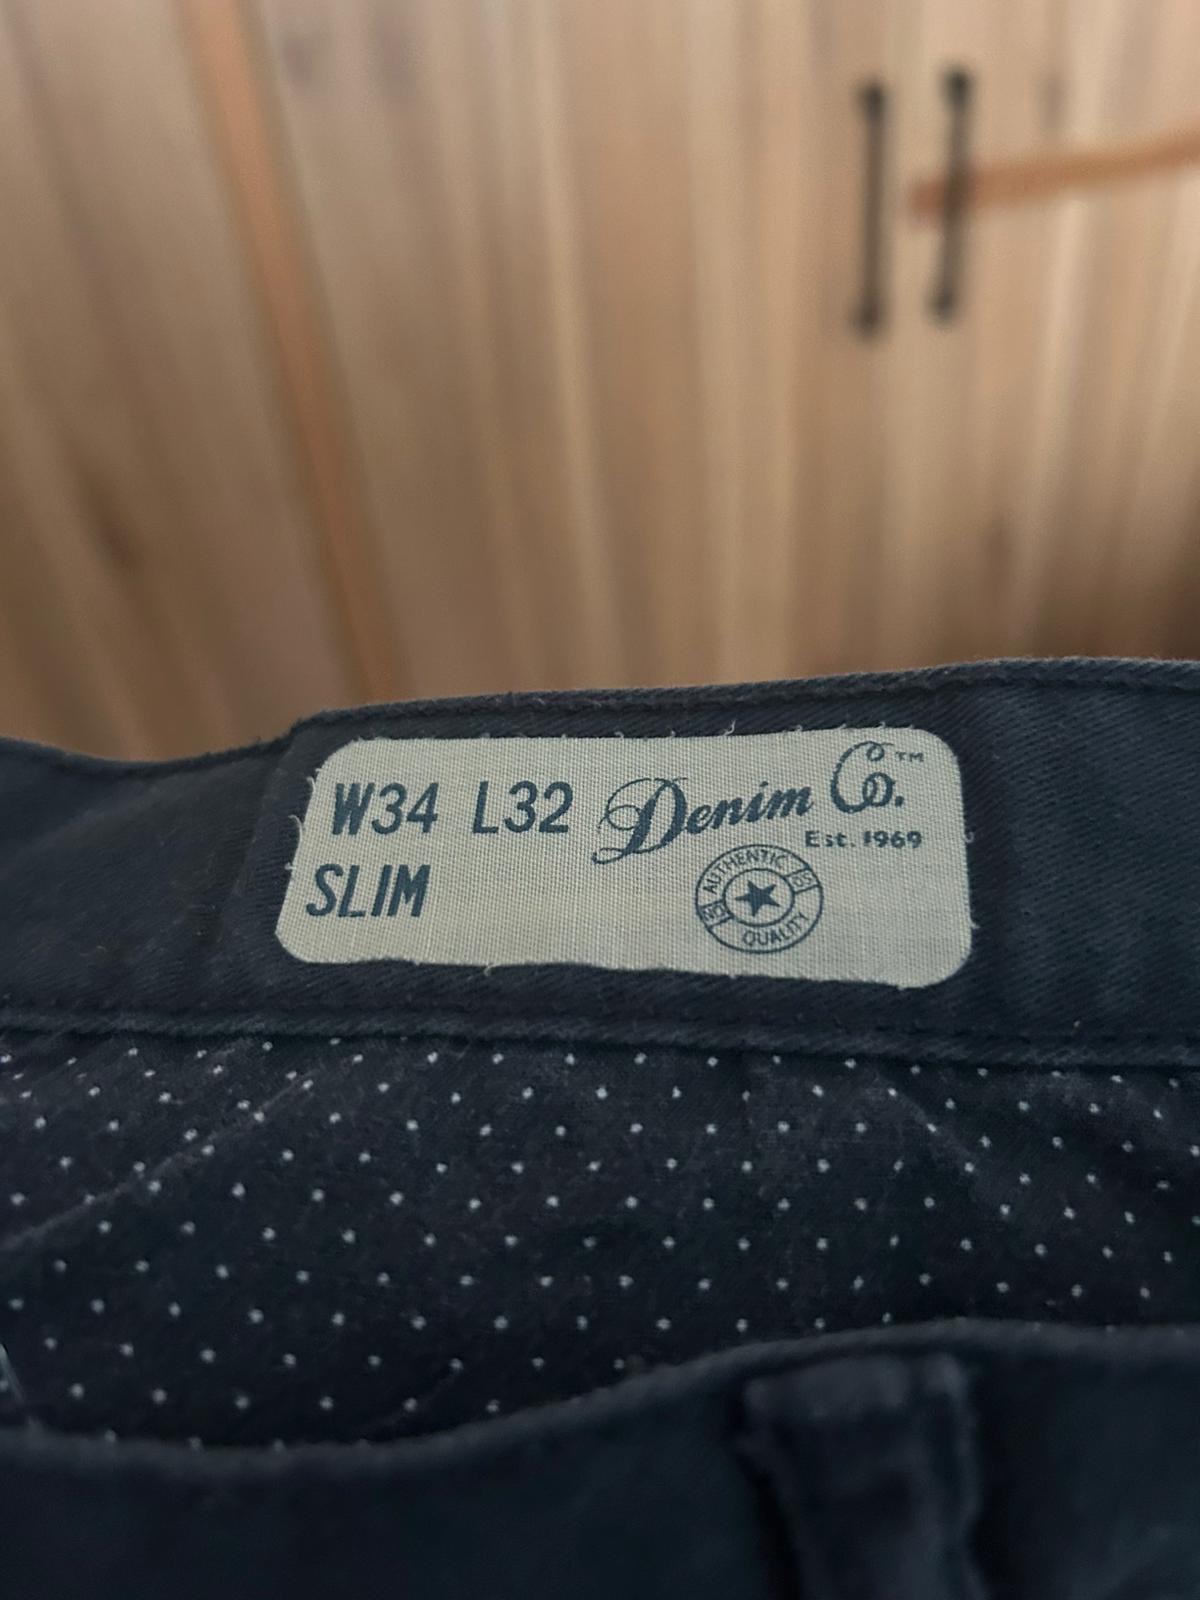 W34 L32
SLIM
Denim Co.™
Est. 1969
AUTHENTIC
QUALITY